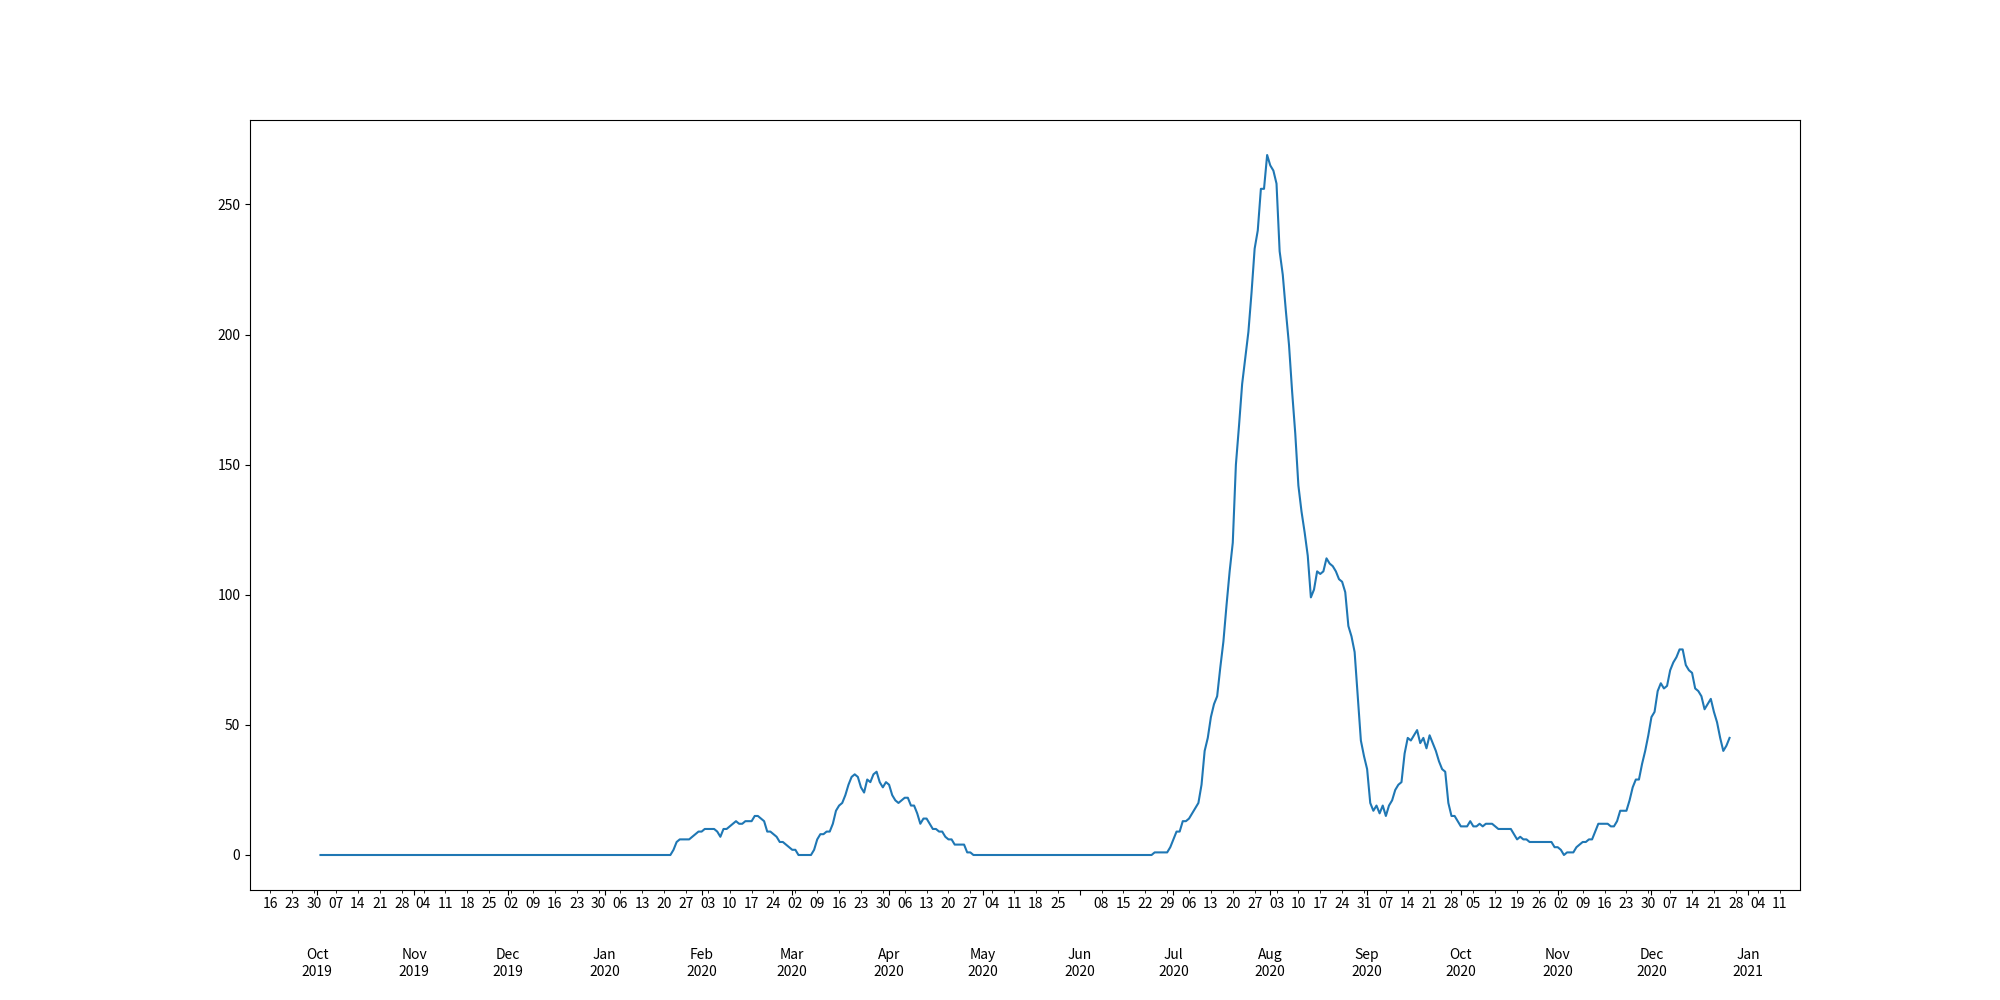 250
200
150
100
50
0
16 23 30 07 14 21 28 04 11 18 25 02 09 16 23 30 06 13 20 27 03 10 17 24 02 09 16 23 30 06 13 20 27 04 11 18 25 08 15 22 29 06 13 20 27 03 10 17 24 31 07 14 21 28 05 12 19 26 02 09 16 23 30 07 14 21 28 04 11
Oct Nov Dec Jan Feb Mar Apr May Jun Jul Aug Sep Oct Nov Dec Jan
2019 2019 2019 2020 2020 2020 2020 2020 2020 2020 2020 2020 2020 2020 2020 2021